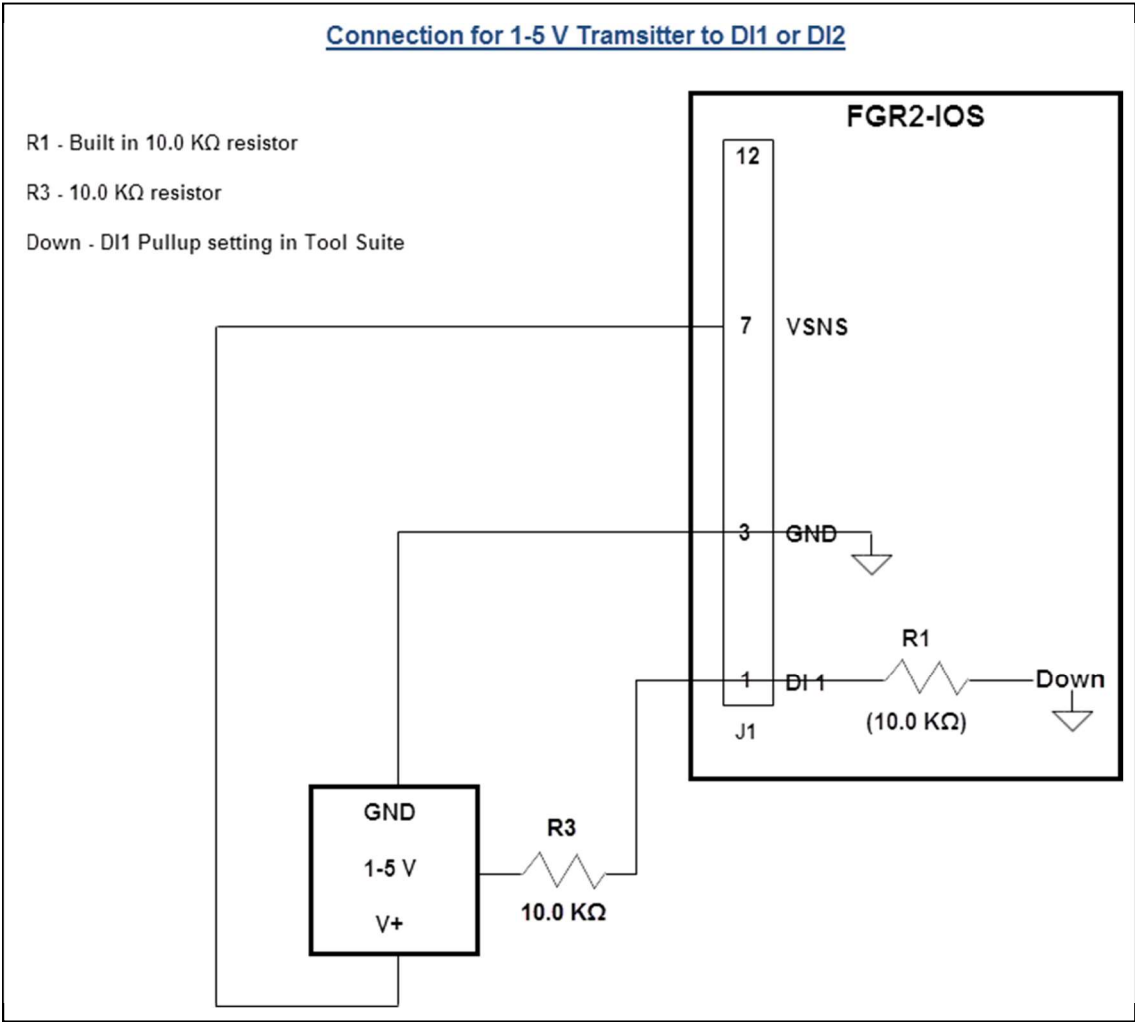 Connection for 1-5 V Tramsitter to DI1 or DI2
FGR2-IOS
R1 - Built in 10.0 KΩ resistor
R3 - 10.0 KΩ resistor
Down - DI1 Pullup setting in Tool Suite
12
7 VSNS
3 GND
R1
1 DI 1 Down
(10.0 KΩ)
J1
GND
R3
1-5 V
10.0 KΩ
V+